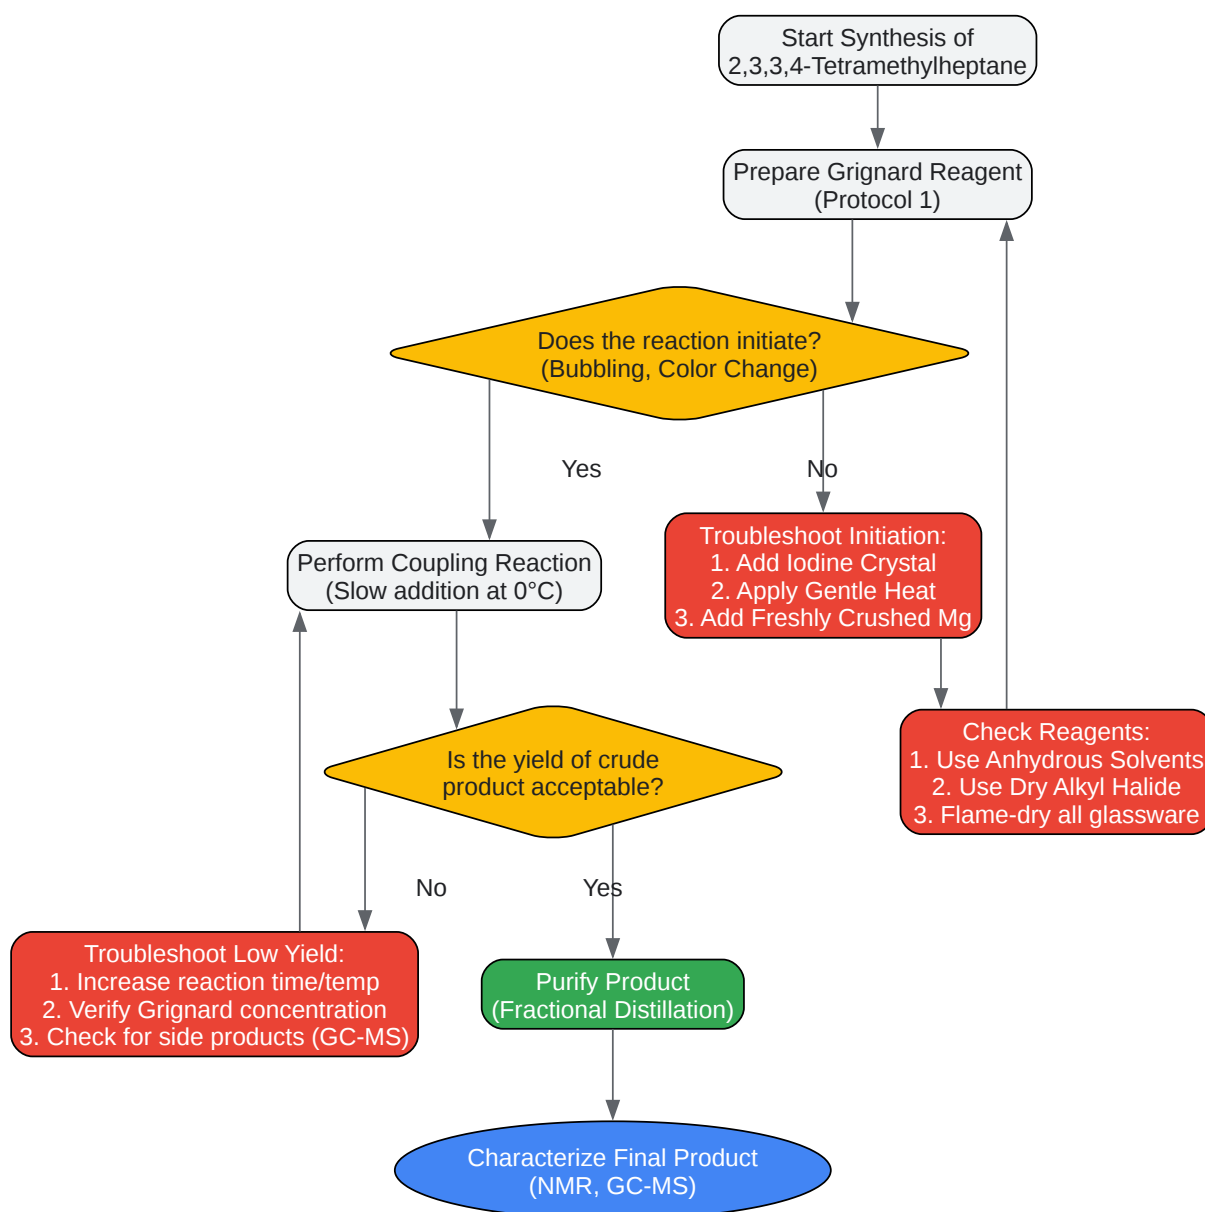 Start Synthesis of
2,3,3,4-Tetramethylheptane
Prepare Grignard Reagent
(Protocol 1)
Does the reaction initiate?
(Bubbling, Color Change)
Yes
No
Perform Coupling Reaction
(Slow addition at 0°C)
Troubleshoot Initiation:
1. Add Iodine Crystal
2. Apply Gentle Heat
3. Add Freshly Crushed Mg
Check Reagents:
1. Use Anhydrous Solvents
2. Use Dry Alkyl Halide
3. Flame-dry all glassware
Is the yield of crude
product acceptable?
No
Yes
Troubleshoot Low Yield:
1. Increase reaction time/temp
2. Verify Grignard concentration
3. Check for side products (GC-MS)
Purify Product
(Fractional Distillation)
Characterize Final Product
(NMR, GC-MS)